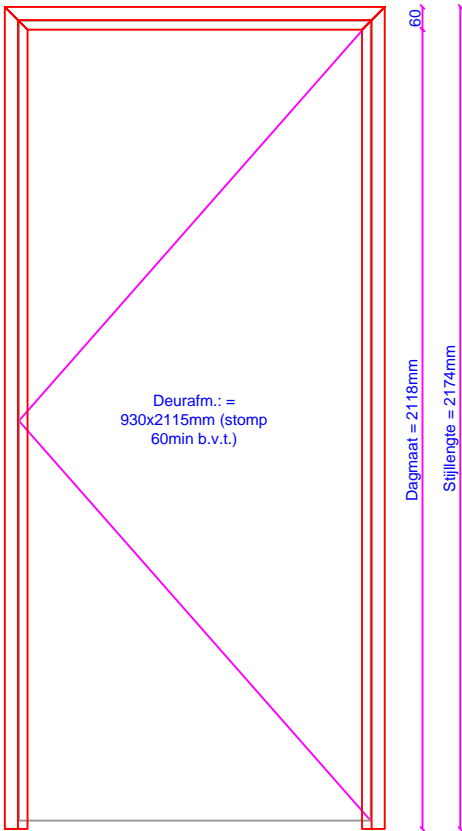 60
Deurafm.: =
930x2115mm (stomp
60min b.v.t.)
Dagmaat = 2118mm
Stijllengte = 2174mm